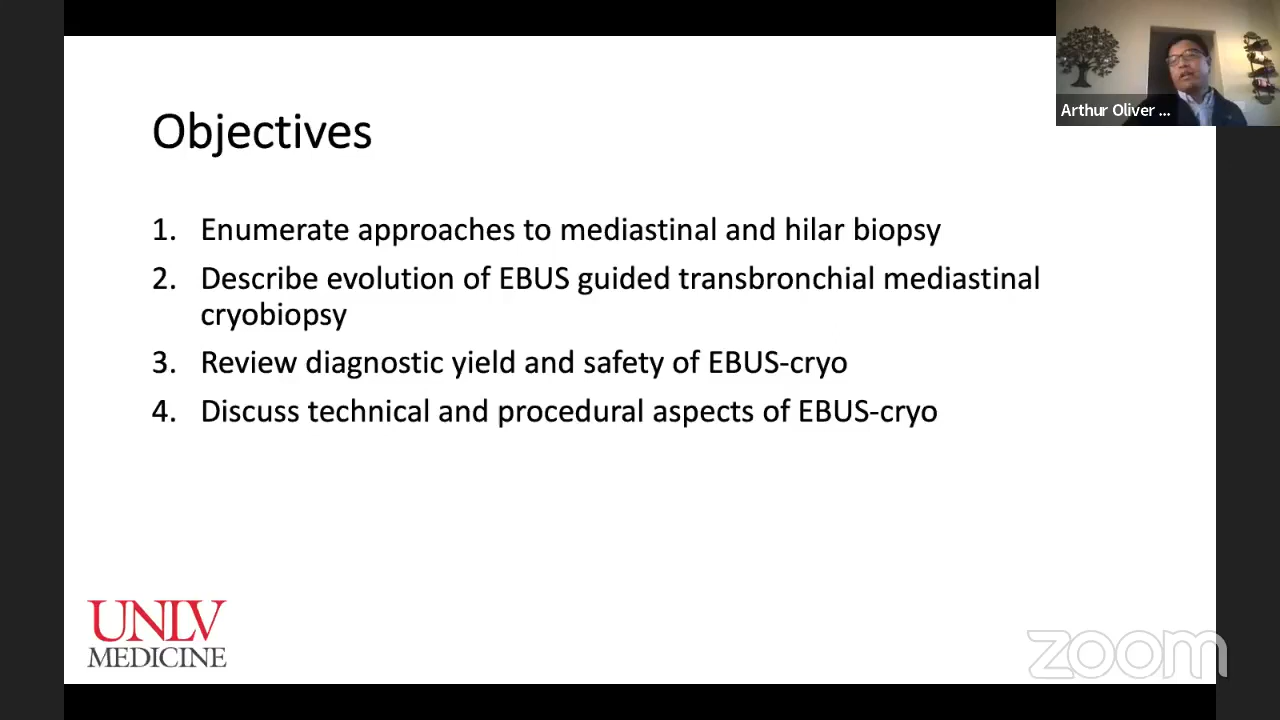 Arthur Oliver ...
Objectives
1. Enumerate approaches to mediastinal and hilar biopsy
2. Describe evolution of EBUS guided transbronchial mediastinal
cryobiopsy
3. Review diagnostic yield and safety of EBUS-cryo
4. Discuss technical and procedural aspects of EBUS-cryo
UNLV
MEDICINE
zoom